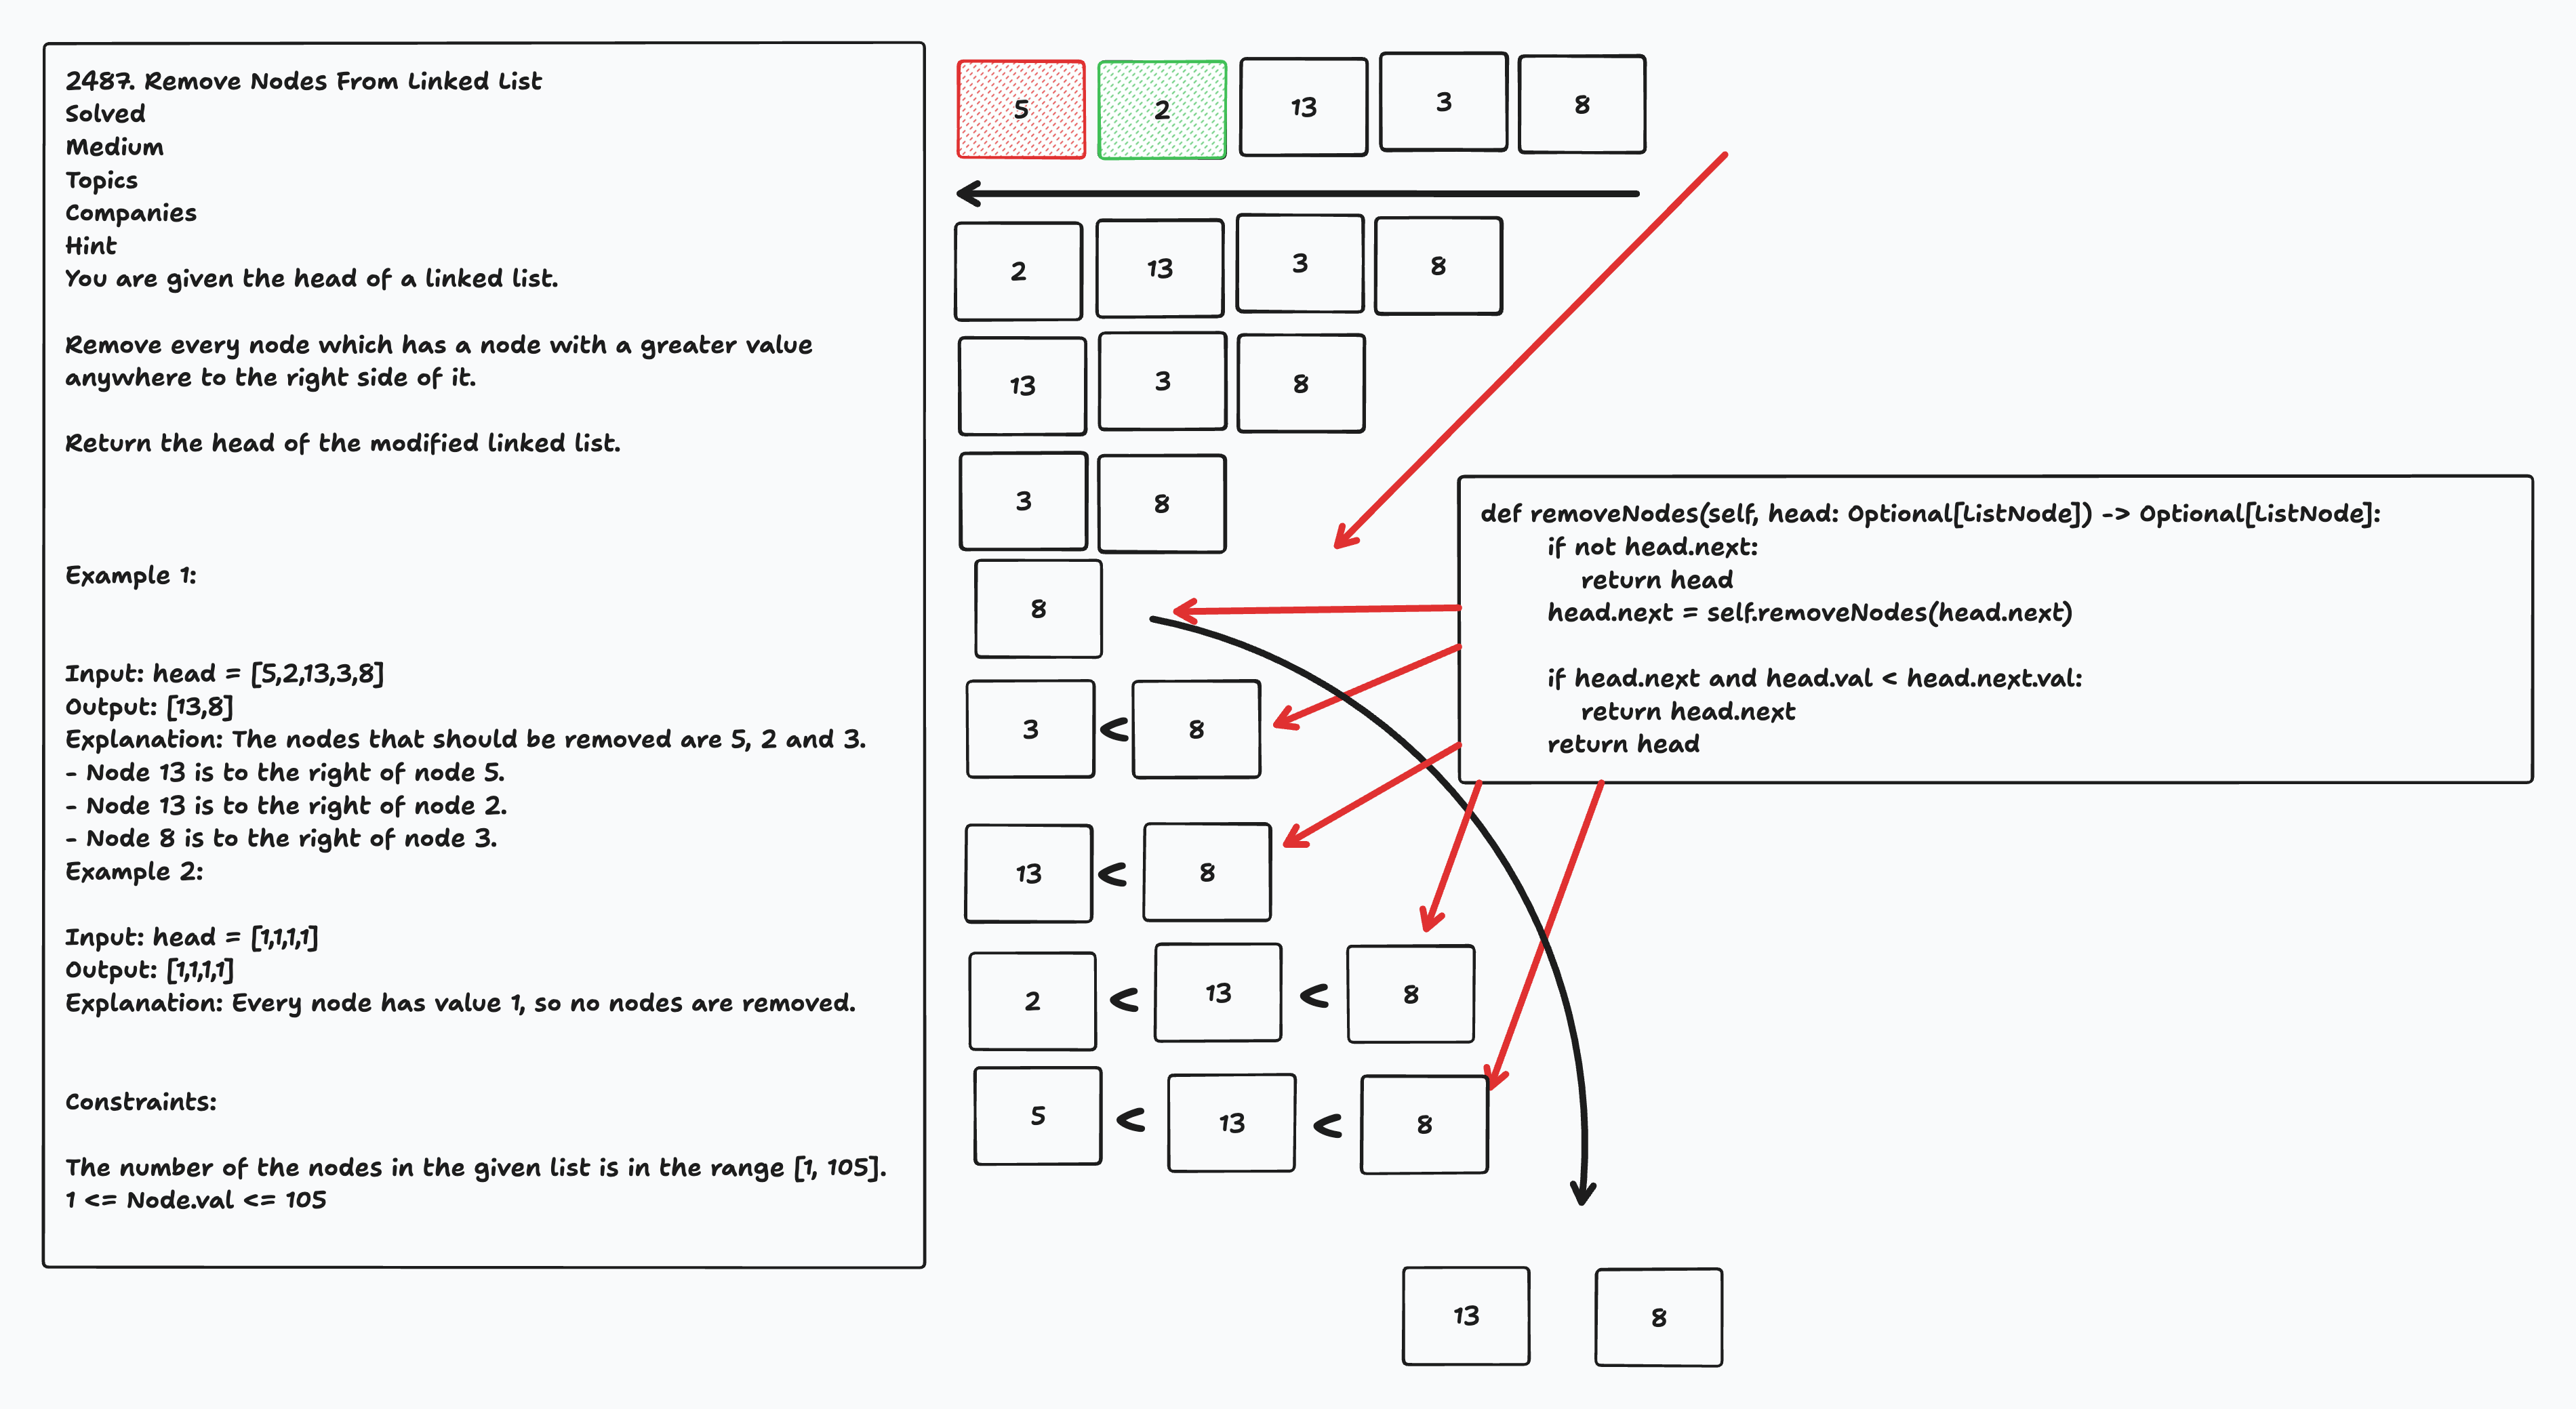 2487. Remove Nodes From Linked List
Solved
Medium
Topics
Companies
Hint
You are given the head of a linked list.
Remove every node which has a node with a greater value
anywhere to the right side of it.
Return the head of the modified linked list.
Example 1:
Input: head = [5,2,13,3,8]
Output: [13,8]
Explanation: The nodes that should be removed are 5, 2 and 3.
- Node 13 is to the right of node 5.
- Node 13 is to the right of node 2.
- Node 8 is to the right of node 3.
Example 2:
Input: head = [1,1,1,1]
Output: [1,1,1,1]
Explanation: Every node has value 1, so no nodes are removed.
Constraints:
The number of the nodes in the given list is in the range [1, 105].
1 <= Node.val <= 105
5 2 13 3 8
2 13 3 8
13 3 8
3 8
8
3 < 8
13 < 8
2 < 13 < 8
5 < 13 < 8
13 8
def removeNodes(self, head: Optional[ListNode]) -> Optional[ListNode]:
if not head.next:
return head
head.next = self.removeNodes(head.next)
if head.next and head.val < head.next.val:
return head.next
return head